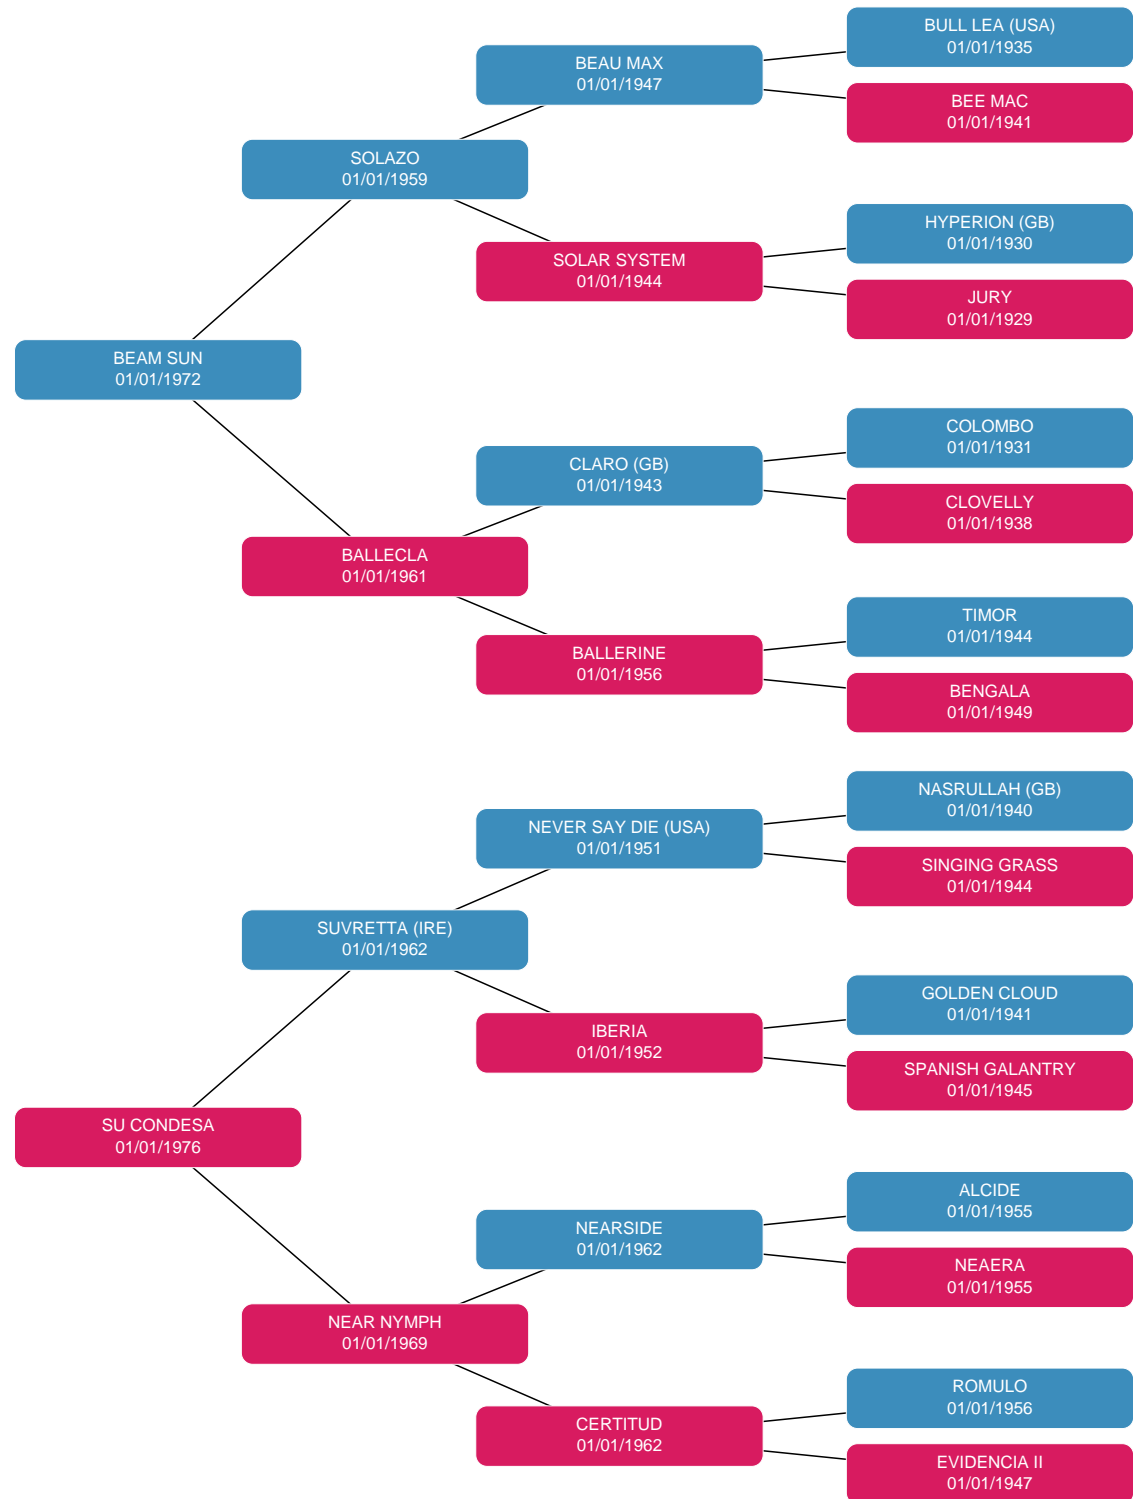 BULL LEA (USA)
01/01/1935
BEAU MAX
01/01/1947
BEE MAC
01/01/1941
SOLAZO
01/01/1959
HYPERION (GB)
01/01/1930
SOLAR SYSTEM
01/01/1944
JURY
01/01/1929
BEAM SUN
01/01/1972
COLOMBO
01/01/1931
CLARO (GB)
01/01/1943
CLOVELLY
01/01/1938
BALLECLA
01/01/1961
TIMOR
01/01/1944
BALLERINE
01/01/1956
BENGALA
01/01/1949
NASRULLAH (GB)
01/01/1940
NEVER SAY DIE (USA)
01/01/1951
SINGING GRASS
01/01/1944
SUVRETTA (IRE)
01/01/1962
GOLDEN CLOUD
01/01/1941
IBERIA
01/01/1952
SPANISH GALANTRY
01/01/1945
SU CONDESA
01/01/1976
ALCIDE
01/01/1955
NEARSIDE
01/01/1962
NEAERA
01/01/1955
NEAR NYMPH
01/01/1969
ROMULO
01/01/1956
CERTITUD
01/01/1962
EVIDENCIA II
01/01/1947